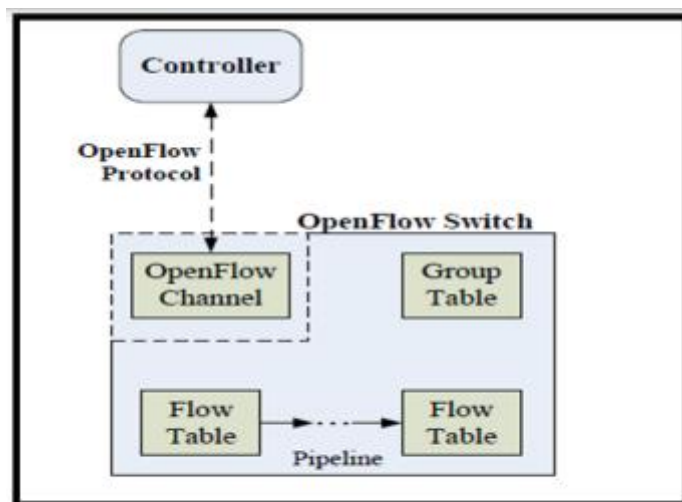 Controller
OpenFlow
Protocol
OpenFlow Switch
OpenFlow
Channel
Group
Table
Flow
Table
Flow
Table
Pipeline